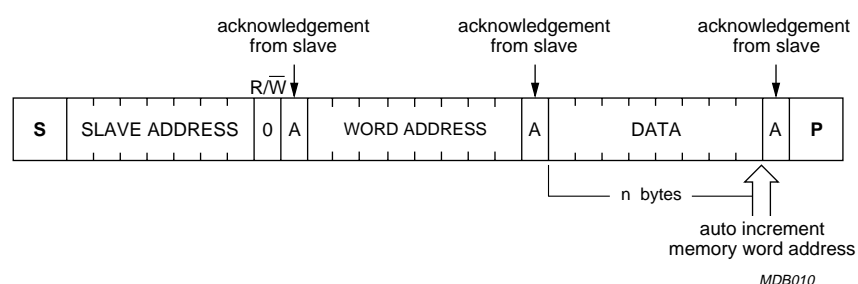 acknowledgement acknowledgement acknowledgement
from slave from slave from slave
R/W̅
S SLAVE ADDRESS 0 A WORD ADDRESS A DATA A P
n bytes
auto increment
memory word address
MDB010